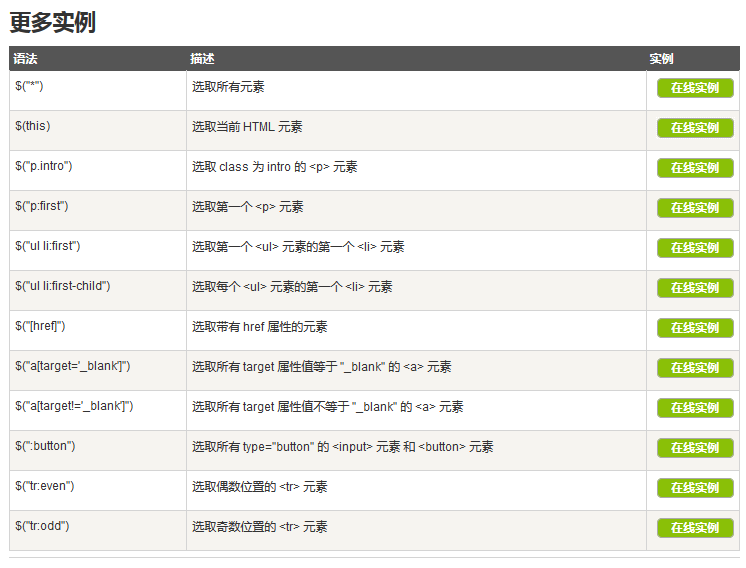 更多实例
语法 描述 实例
$("*") 选取所有元素 在线实例
$(this) 选取当前 HTML 元素 在线实例
$("p.intro") 选取 class 为 intro 的 <p> 元素 在线实例
$("p:first") 选取第一个 <p> 元素 在线实例
$("ul li:first") 选取第一个 <ul> 元素的第一个 <li> 元素 在线实例
$("ul li:first-child") 选取每个 <ul> 元素的第一个 <li> 元素 在线实例
$("[href]") 选取带有 href 属性的元素 在线实例
$("a[target='_blank']") 选取所有 target 属性值等于 "_blank" 的 <a> 元素 在线实例
$("a[target!='_blank']") 选取所有 target 属性值不等于 "_blank" 的 <a> 元素 在线实例
$(":button") 选取所有 type="button" 的 <input> 元素 和 <button> 元素 在线实例
$("tr:even") 选取偶数位置的 <tr> 元素 在线实例
$("tr:odd") 选取奇数位置的 <tr> 元素 在线实例